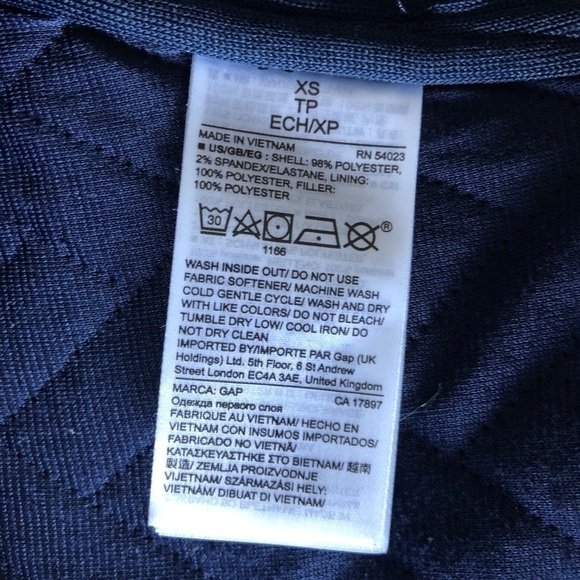 XS
TP
ECH/XP
MADE IN VIETNAM RN 54023
■ US/GB/EG : SHELL: 98% POLYESTER,
2% SPANDEX/ELASTANE, LINING:
100% POLYESTER, FILLER:
100% POLYESTER
30 ®
1166
WASH INSIDE OUT/ DO NOT USE
FABRIC SOFTENER/ MACHINE WASH
COLD GENTLE CYCLE/ WASH AND DRY
WITH LIKE COLORS/ DO NOT BLEACH/
TUMBLE DRY LOW/ COOL IRON/ DO
NOT DRY CLEAN
IMPORTED BY/IMPORTE PAR Gap (UK
Holdings) Ltd. 5th Floor, 6 St Andrew
Street London EC4A 3AE, United Kingdom
MARCA: GAP CA 17897
Одежда первого слоя
FABRIQUE AU VIETNAM/ HECHO EN
VIETNAM CON INSUMOS IMPORTADOS/
FABRICADO NO VIETNÃ/
ΚΑΤΑΣΚΕΥΑΣΤΗΚΕ ΣΤΟ ΒΙΕΤΝΑΜ/ 越南
製造/ ZEMLJA PROIZVODNJE
VIJETNAM/ SZÁRMAZÁSI HELY:
VIETNÁM/ DIBUAT DI VIETNAM/